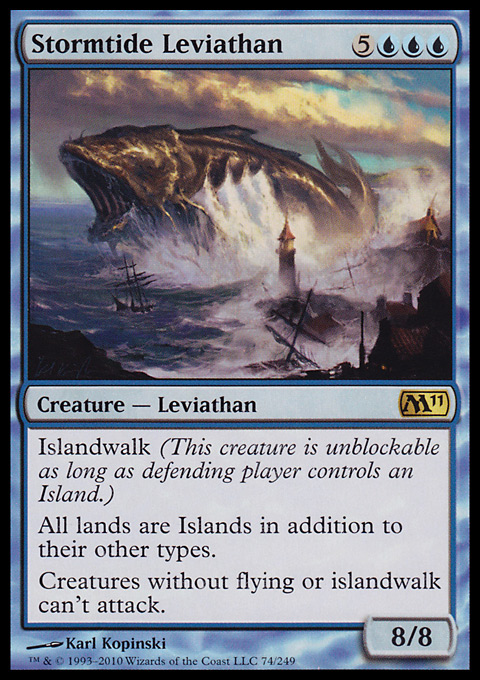 Stormtide Leviathan 5
Creature — Leviathan M11
Islandwalk (This creature is unblockable
as long as defending player controls an
Island.)
All lands are Islands in addition to
their other types.
Creatures without flying or islandwalk
can't attack.
8/8
Karl Kopinski
™ & © 1993–2010 Wizards of the Coast LLC 74/249